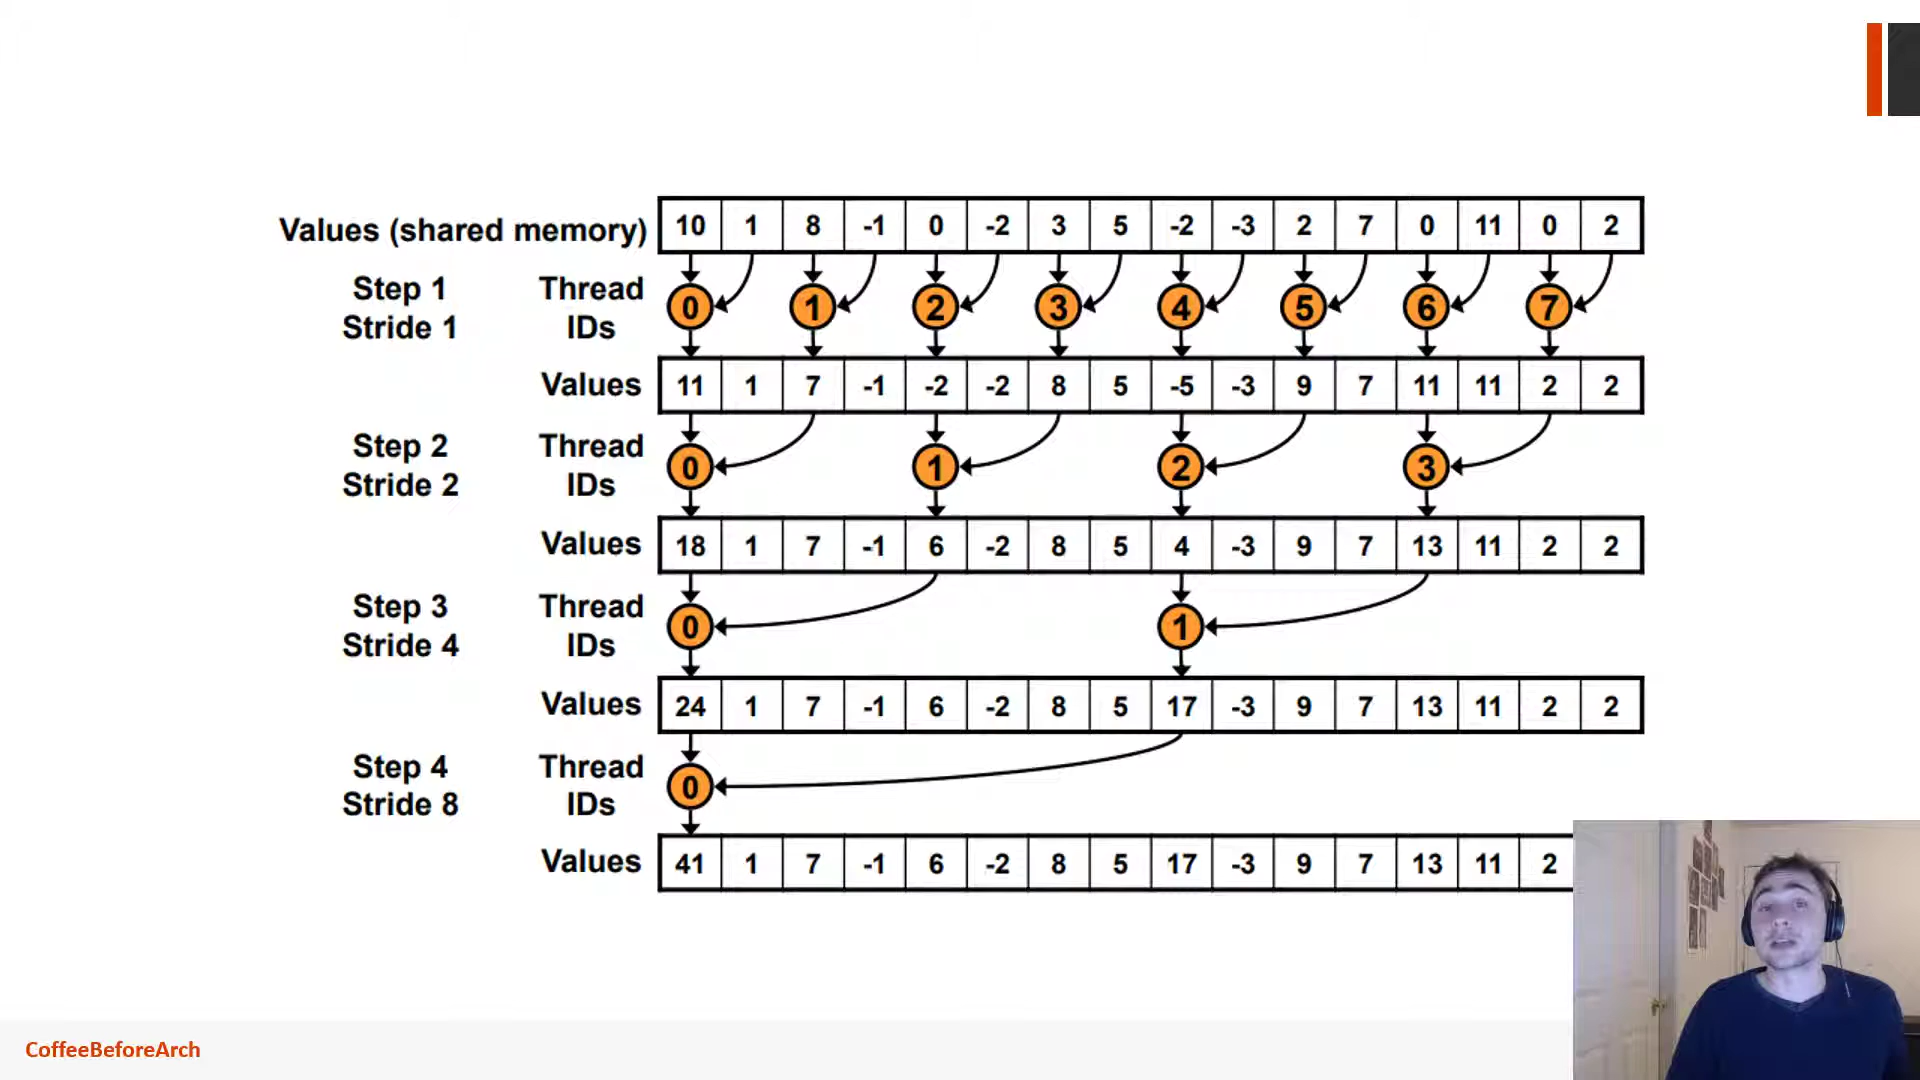 Values (shared memory) 10 1 8 -1 0 -2 3 5 -2 -3 2 7 0 11 0 2
Step 1 Thread
Stride 1 IDs
0 1 2 3 4 5 6 7
Values 11 1 7 -1 -2 -2 8 5 -5 -3 9 7 11 11 2 2
Step 2 Thread
Stride 2 IDs
0 1 2 3
Values 18 1 7 -1 6 -2 8 5 4 -3 9 7 13 11 2 2
Step 3 Thread
Stride 4 IDs
0 1
Values 24 1 7 -1 6 -2 8 5 17 -3 9 7 13 11 2 2
Step 4 Thread
Stride 8 IDs
0
Values 41 1 7 -1 6 -2 8 5 17 -3 9 7 13 11 2
CoffeeBeforeArch